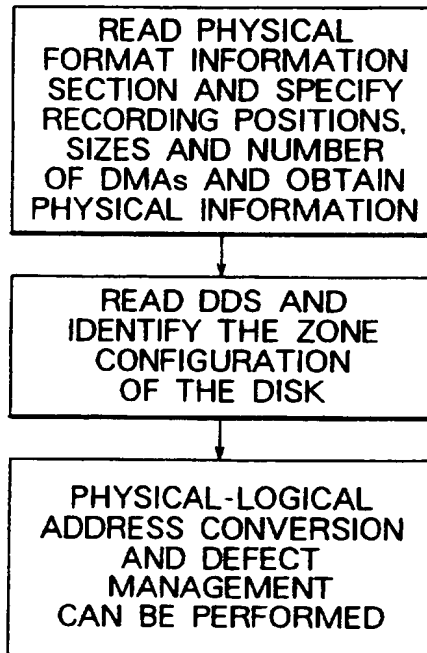 READ PHYSICAL
FORMAT INFORMATION
SECTION AND SPECIFY
RECORDING POSITIONS,
SIZES AND NUMBER
OF DMAs AND OBTAIN
PHYSICAL INFORMATION
READ DDS AND
IDENTIFY THE ZONE
CONFIGURATION
OF THE DISK
PHYSICAL-LOGICAL
ADDRESS CONVERSION
AND DEFECT
MANAGEMENT
CAN BE PERFORMED